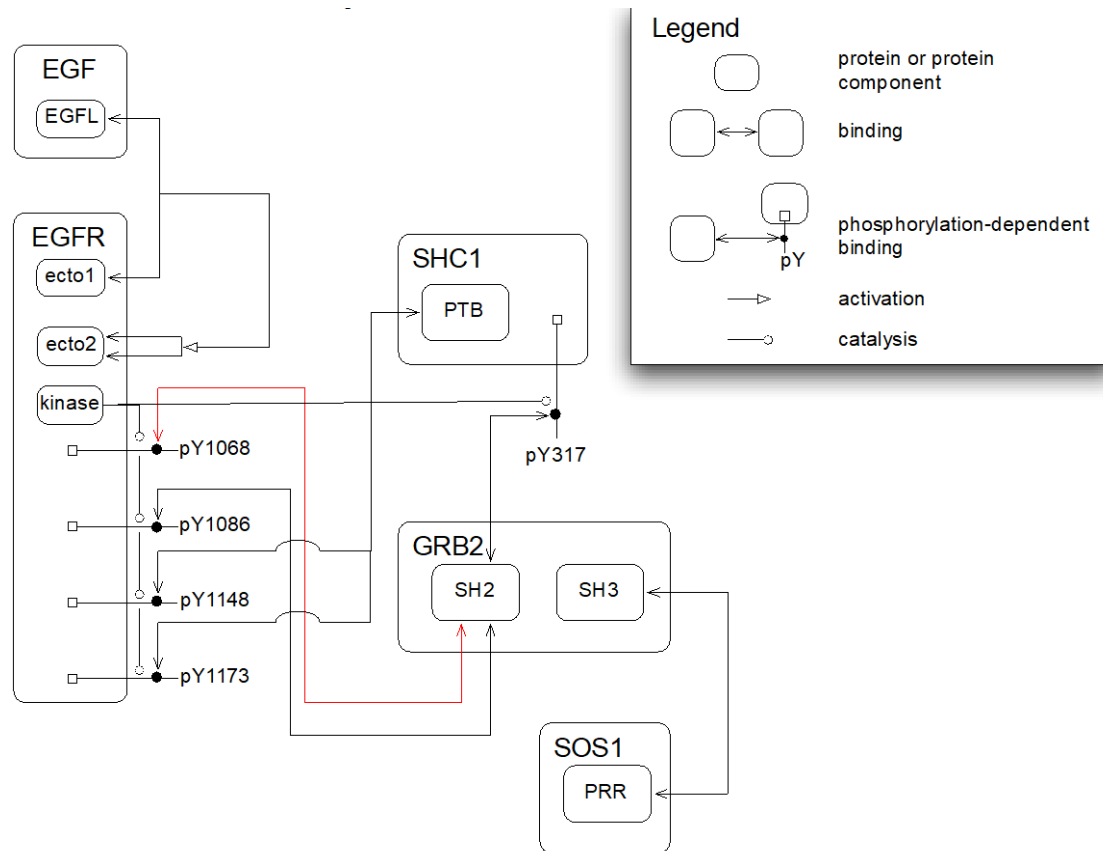 EGF
EGFL
EGFR
ecto1
ecto2
kinase
pY1068
pY1086
pY1148
pY1173
SHC1
PTB
pY317
GRB2
SH2
SH3
SOS1
PRR
Legend
protein or protein
component
binding
phosphorylation-dependent
binding
pY
activation
catalysis